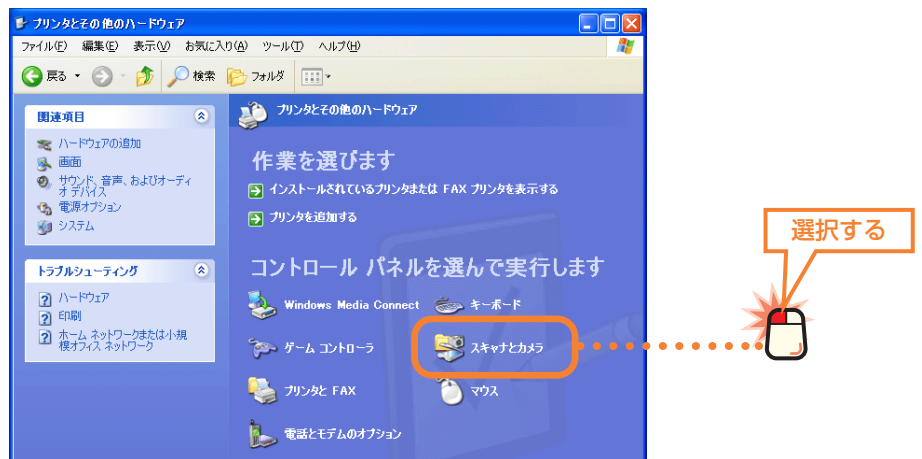 プリンタとその他のハードウェア
ファイル(F) 編集(E) 表示(V) お気に入り(A) ツール(T) ヘルプ(H)
戻る 検索 フォルダ
関連項目
ハードウェアの追加
画面
サウンド、音声、およびオーディ
オ デバイス
電源オプション
システム
トラブルシューティング
ハードウェア
印刷
ホーム ネットワークまたは小規
模オフィス ネットワーク
プリンタとその他のハードウェア
作業を選びます
インストールされているプリンタまたは FAX プリンタを表示する
プリンタを追加する
コントロール パネルを選んで実行します
Windows Media Connect キーボード
ゲーム コントローラ スキャナとカメラ
プリンタと FAX マウス
電話とモデムのオプション
選択する